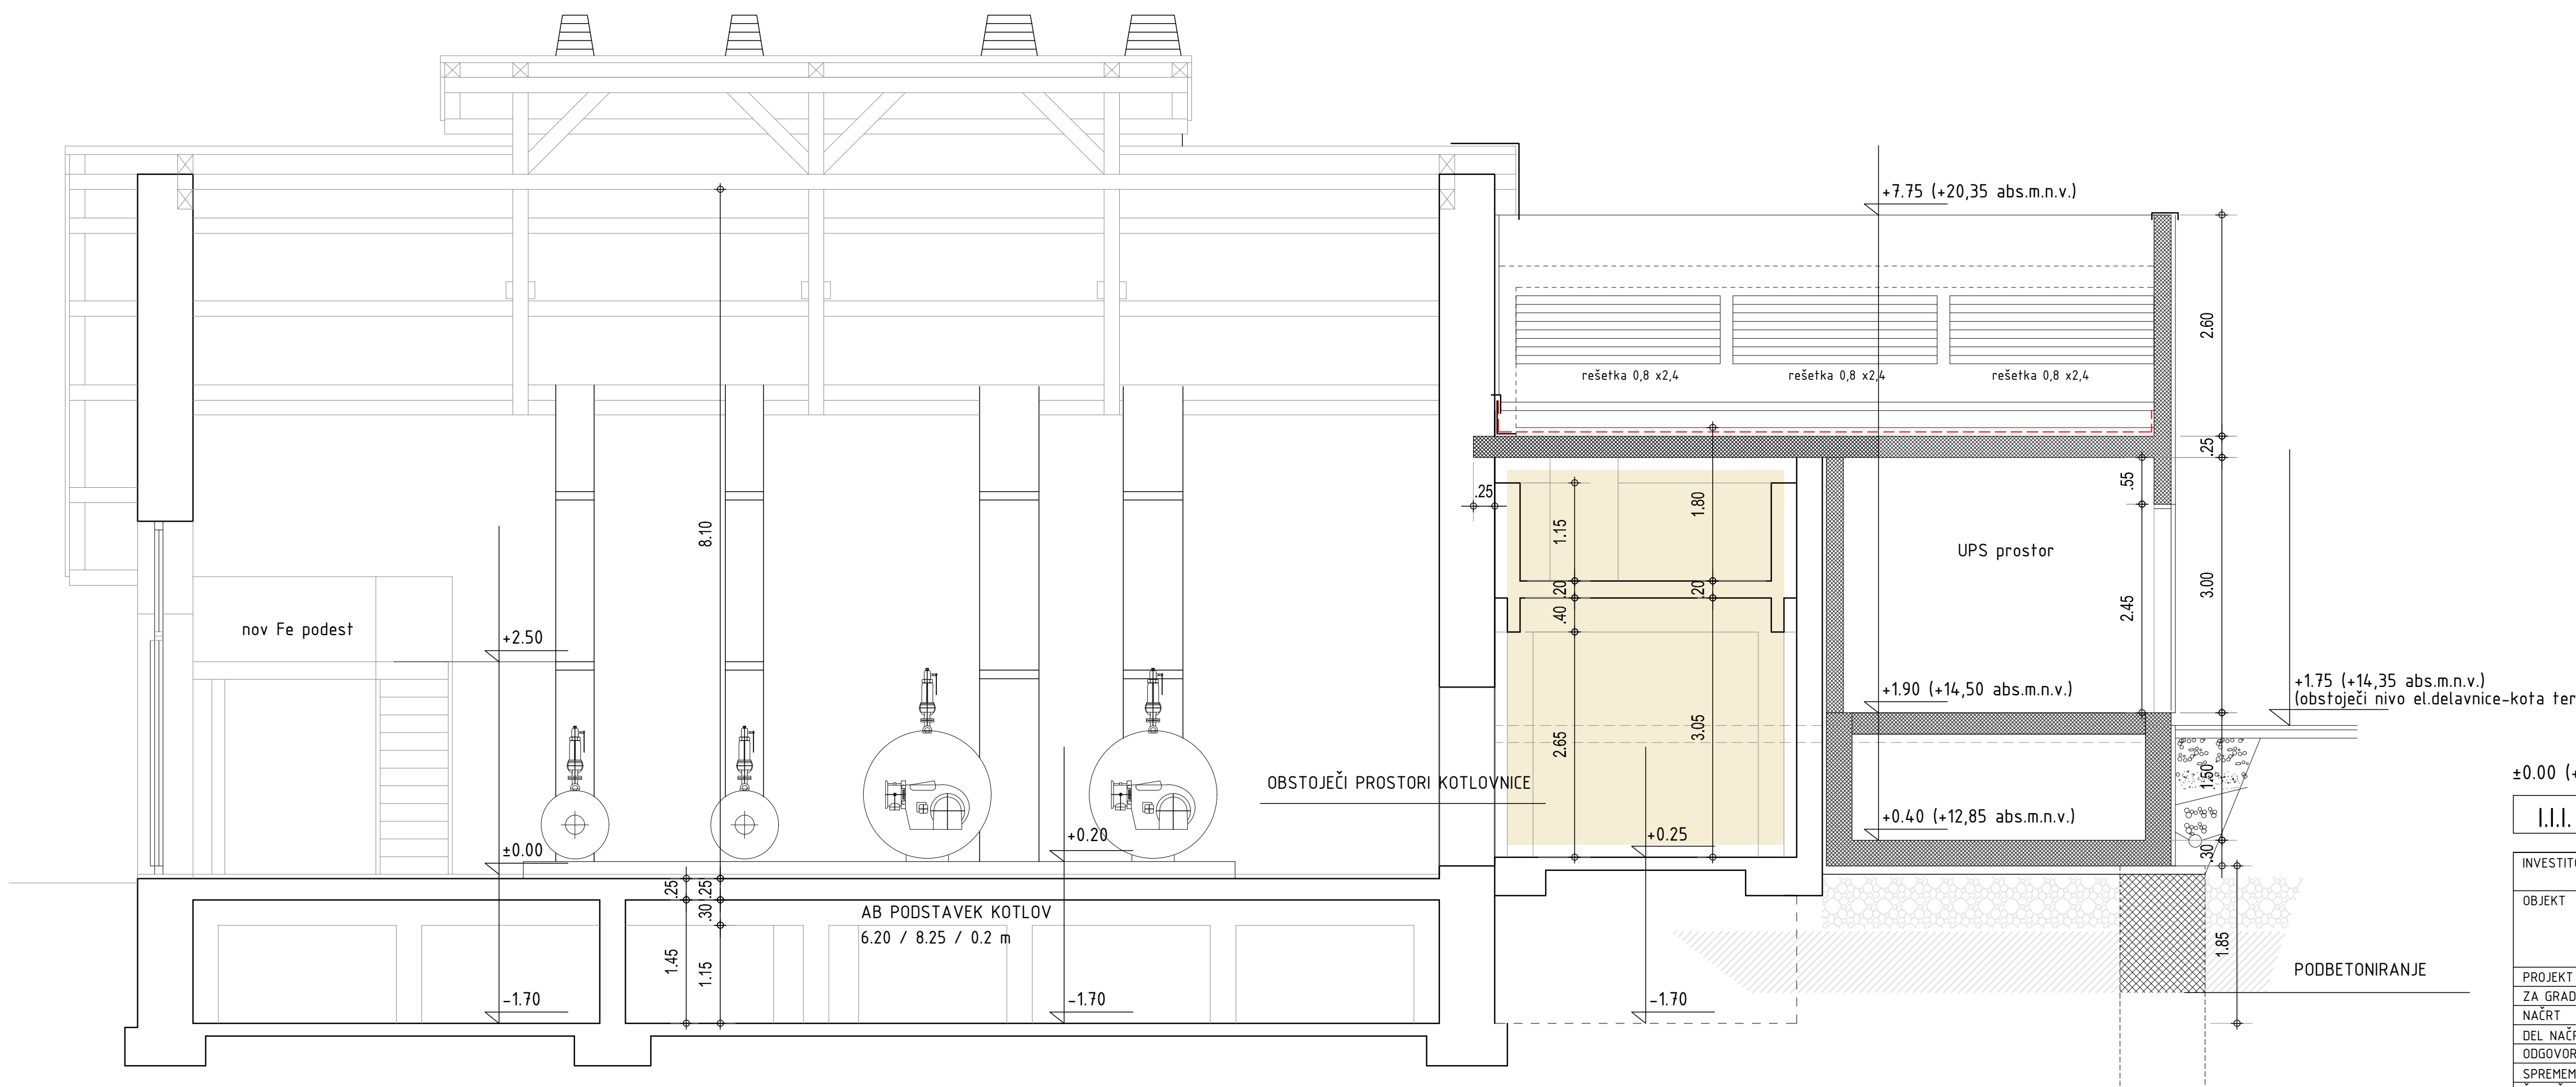 +7.75 (+20,35 abs.m.n.v.)
2.60
rešetka 0,8 x2,4
rešetka 0,8 x2,4
rešetka 0,8 x2,4
.25
.55
8.10
.25
1.15
1.80
UPS prostor
.20
.20
3.00
2.45
.40
nov Fe podest
+2.50
+1.90 (+14,50 abs.m.n.v.)
+1.75 (+14,35 abs.m.n.v.)
(obstoječi nivo el.delavnice-kota ter
2.65
3.05
OBSTOJEČI PROSTORI KOTLOVNICE
1.50
±0.00 (+
I.I.I.
+0.40 (+12,85 abs.m.n.v.)
+0.20
+0.25
±0.00
.30
INVESTIT
.25
.25
OBJEKT
AB PODSTAVEK KOTLOV
6.20 / 8.25 / 0.2 m
.30
1.45
1.15
1.85
PODBETONIRANJE
PROJEKT
ZA GRAD
-1.70
-1.70
-1.70
NAČRT
DEL NAČ
ODGOVOR
SPREMEM